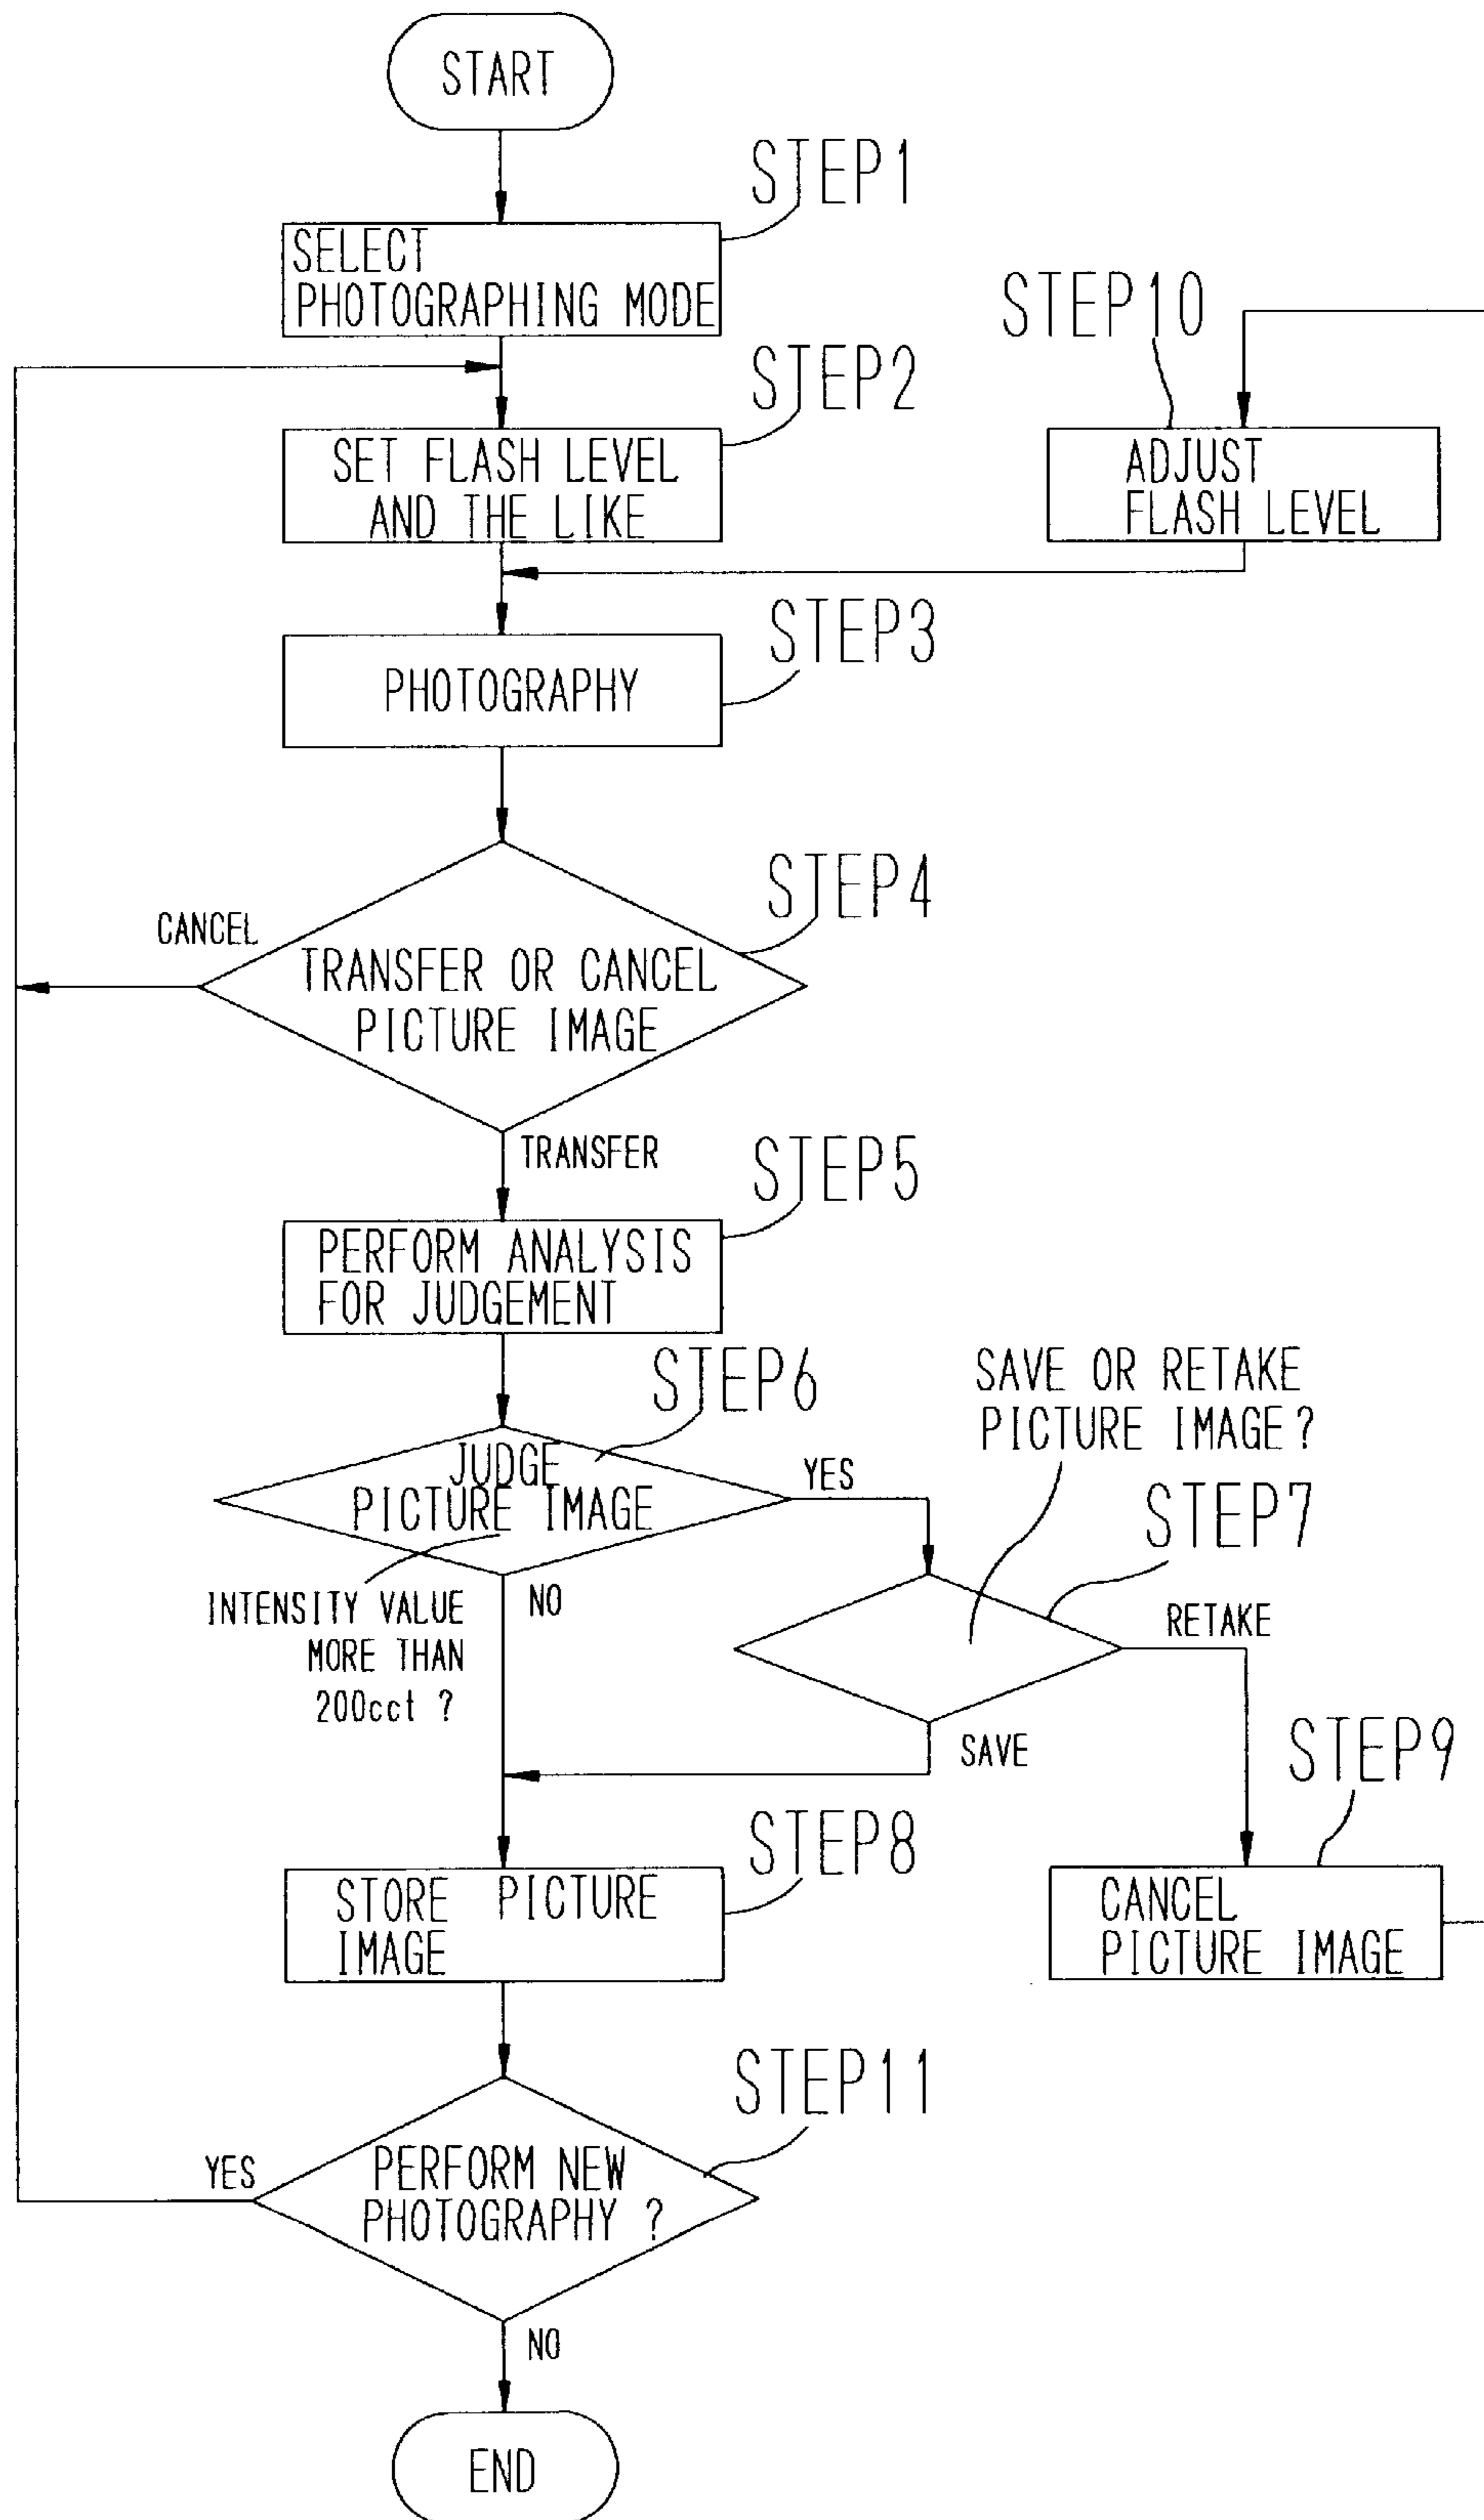 START
STEP1
SELECT
PHOTOGRAPHING MODE
STEP10
STEP2
SET FLASH LEVEL
AND THE LIKE
ADJUST
FLASH LEVEL
STEP3
PHOTOGRAPHY
STEP4
CANCEL
TRANSFER OR CANCEL
PICTURE IMAGE
TRANSFER
STEP5
PERFORM ANALYSIS
FOR JUDGEMENT
STEP6
SAVE OR RETAKE
PICTURE IMAGE?
JUDGE
PICTURE IMAGE
YES
STEP7
INTENSITY VALUE
MORE THAN
200cct ?
NO
RETAKE
SAVE
STEP9
STEP8
STORE PICTURE
IMAGE
CANCEL
PICTURE IMAGE
STEP11
YES
PERFORM NEW
PHOTOGRAPHY ?
NO
END